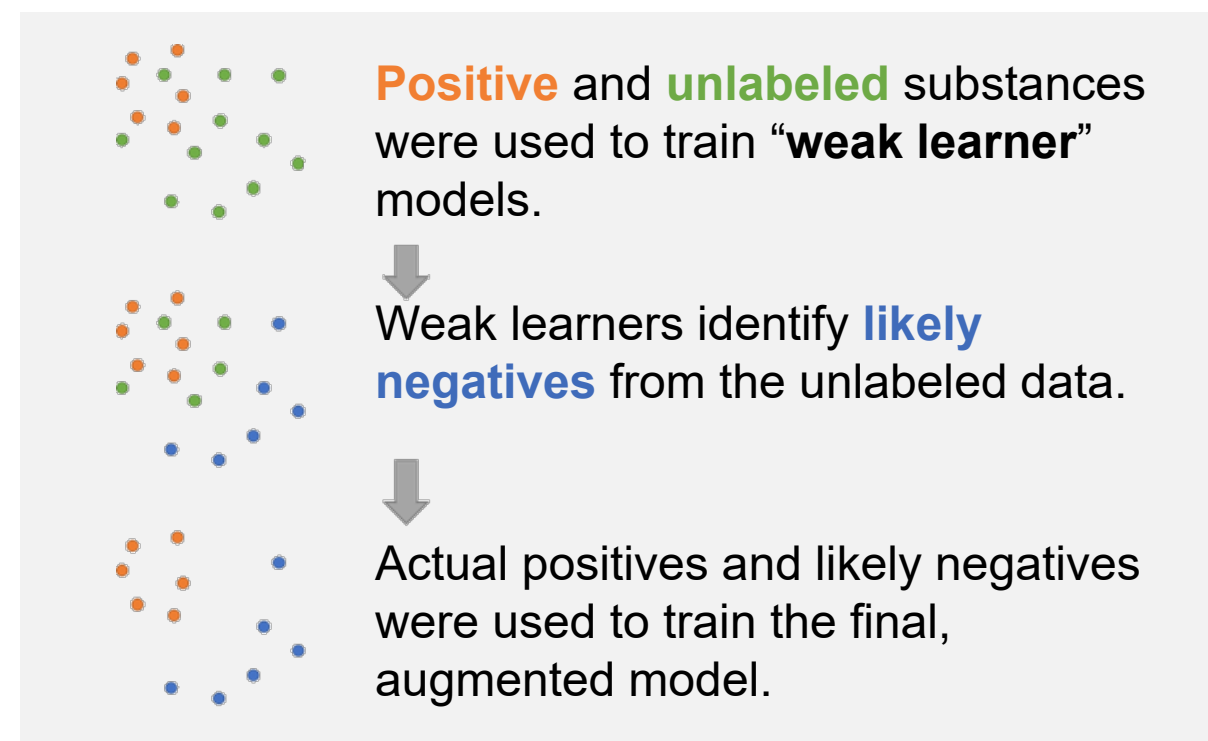 Positive and unlabeled substances
were used to train “weak learner”
models.
Weak learners identify likely
negatives from the unlabeled data.
Actual positives and likely negatives
were used to train the final,
augmented model.